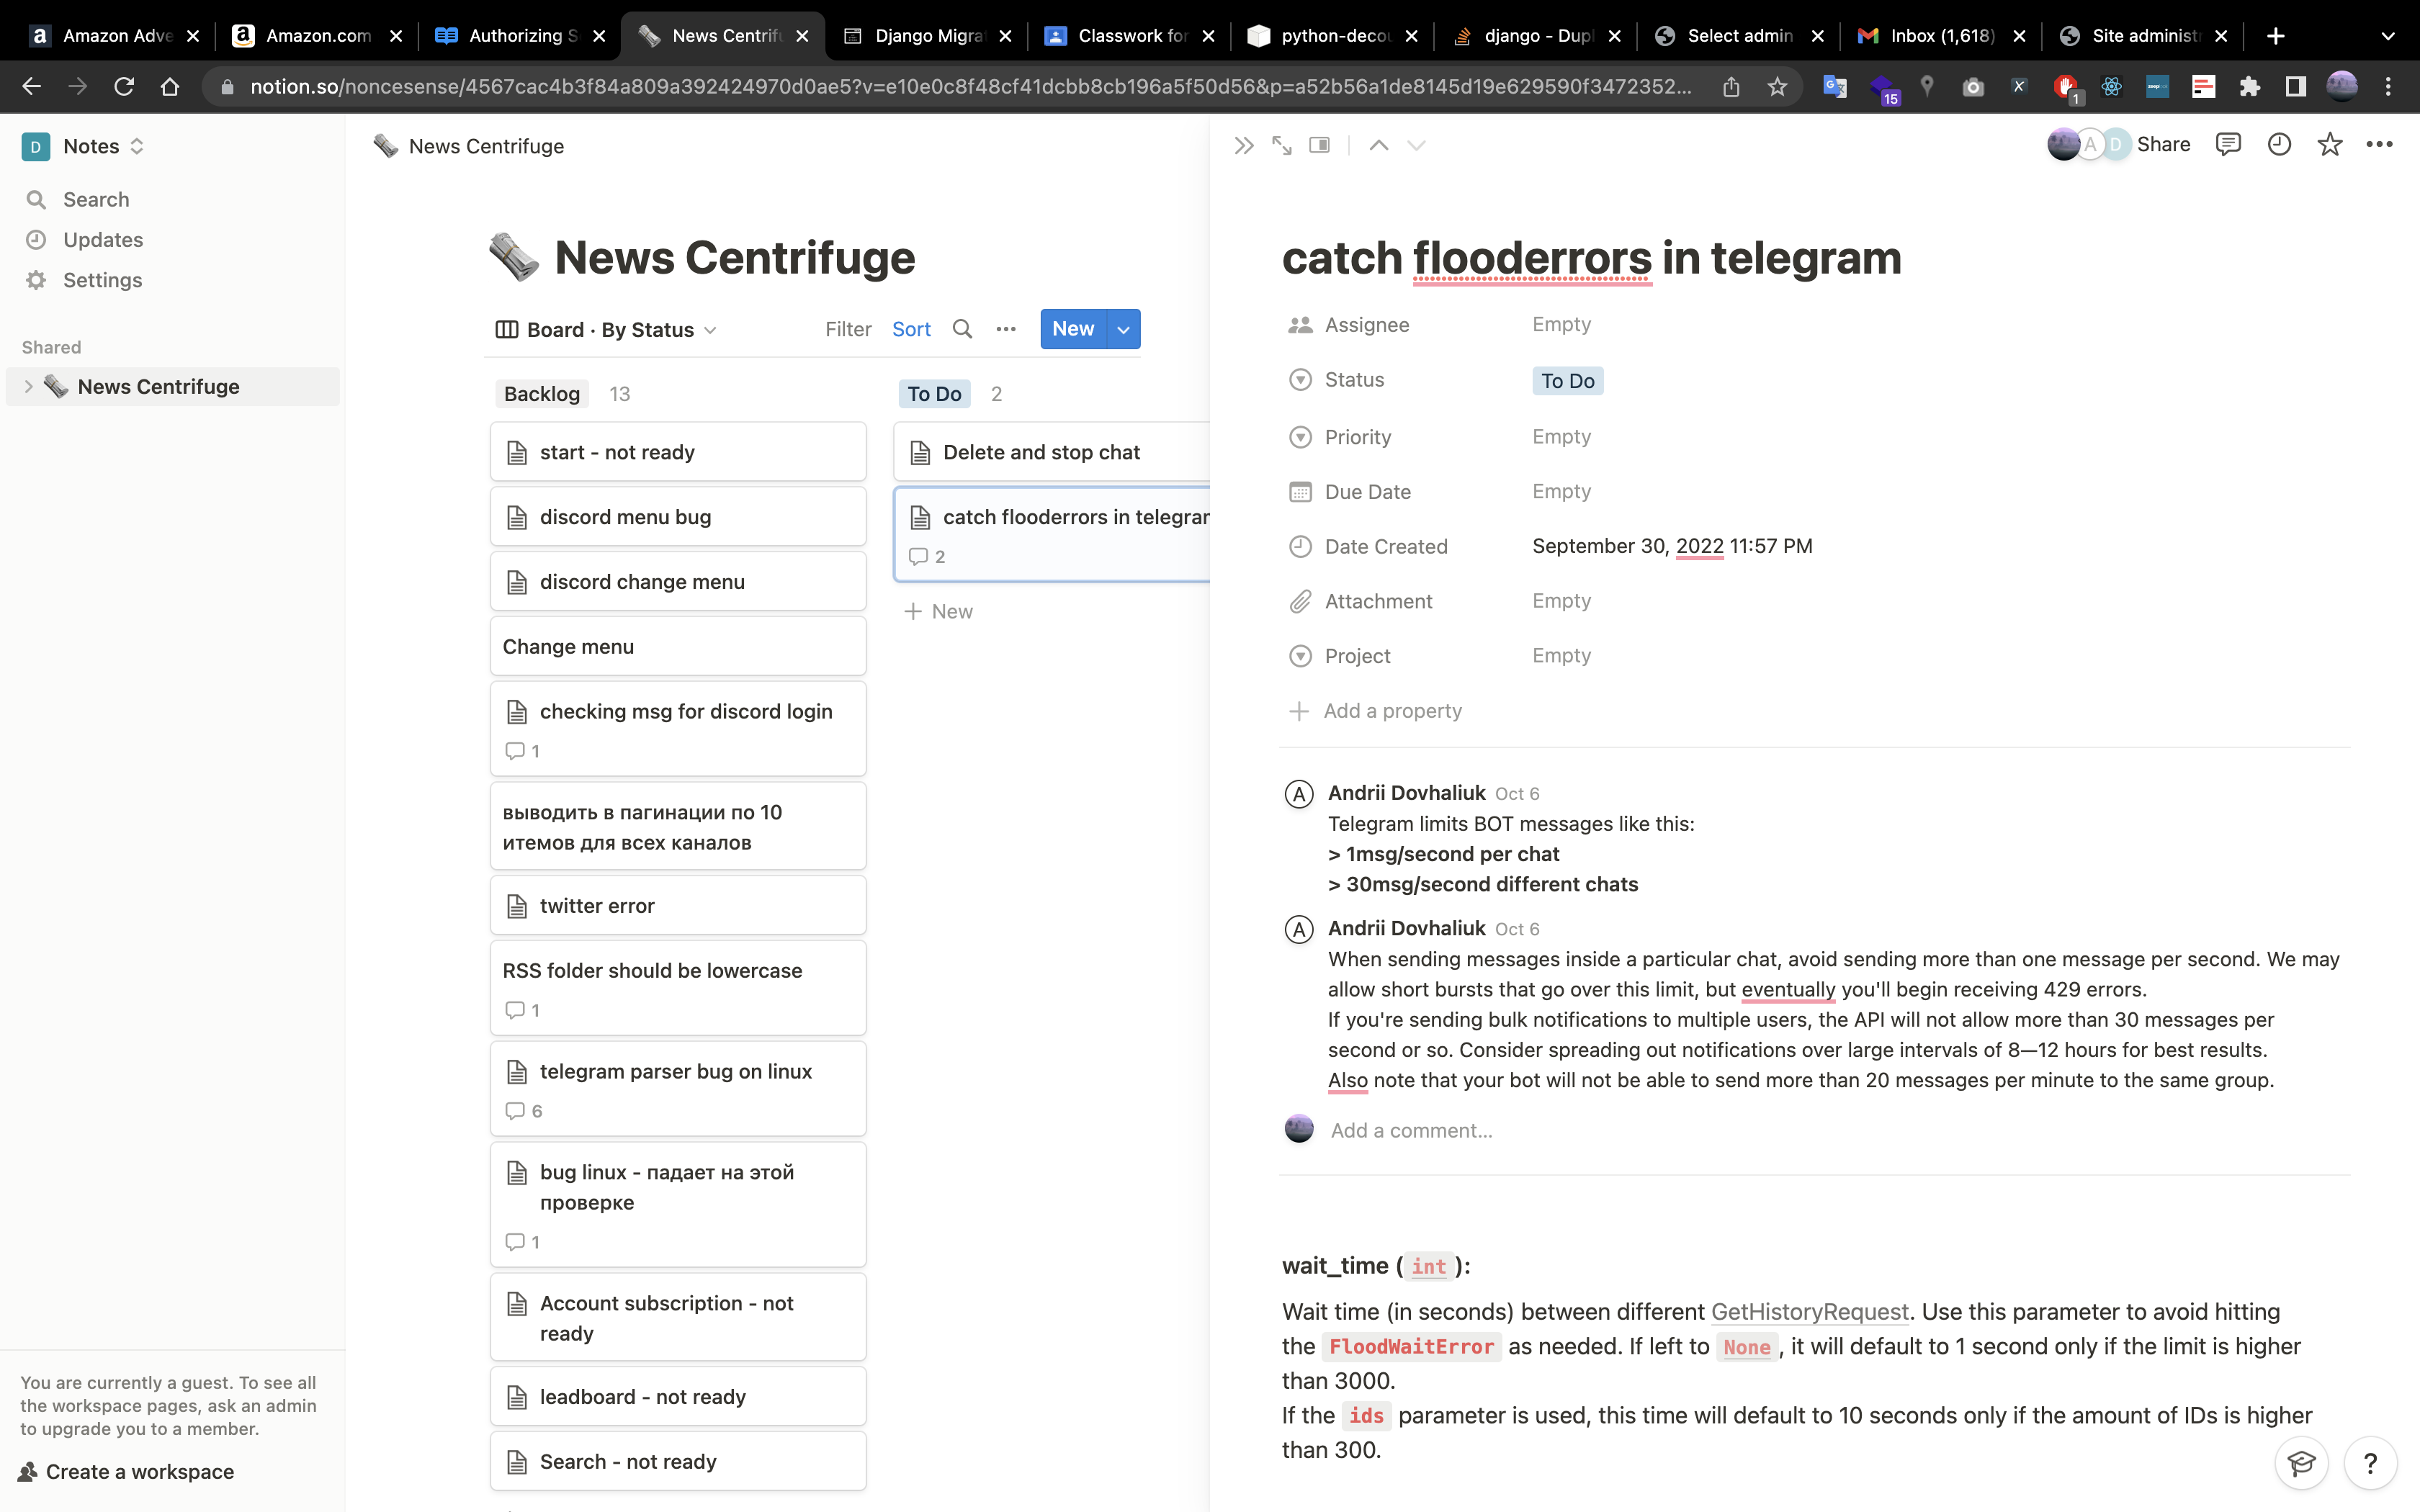 Amazon Adve
Amazon.com
Authorizing S
News Centrifu
Django Migrat
Classwork for
python-decou
django - Dupl
Select admin
Inbox (1,618)
Site administr
notion.so/noncesense/4567cac4b3f84a809a392424970d0ae5?v=e10e0c8f48cf41dcbb8cb196a5f50d56&p=a52b56a1de8145d19e629590f3472352...
15
1
D
Notes
Search
Updates
Settings
Shared
News Centrifuge
You are currently a guest. To see all
the workspace pages, ask an admin
to upgrade you to a member.
Create a workspace
News Centrifuge
News Centrifuge
Board · By Status
Filter
Sort
New
Backlog 13
start - not ready
discord menu bug
discord change menu
Change menu
checking msg for discord login
1
выводить в пагинации по 10
итемов для всех каналов
twitter error
RSS folder should be lowercase
1
telegram parser bug on linux
6
bug linux - падает на этой
проверке
1
Account subscription - not
ready
leadboard - not ready
Search - not ready
To Do 2
Delete and stop chat
catch flooderrors in telegram
2
New
A
D
Share
catch flooderrors in telegram
Assignee Empty
Status To Do
Priority Empty
Due Date Empty
Date Created September 30, 2022 11:57 PM
Attachment Empty
Project Empty
Add a property
A
Andrii Dovhaliuk Oct 6
Telegram limits BOT messages like this:
> 1msg/second per chat
> 30msg/second different chats
A
Andrii Dovhaliuk Oct 6
When sending messages inside a particular chat, avoid sending more than one message per second. We may
allow short bursts that go over this limit, but eventually you'll begin receiving 429 errors.
If you're sending bulk notifications to multiple users, the API will not allow more than 30 messages per
second or so. Consider spreading out notifications over large intervals of 8—12 hours for best results.
Also note that your bot will not be able to send more than 20 messages per minute to the same group.
Add a comment...
wait_time (int):
Wait time (in seconds) between different GetHistoryRequest. Use this parameter to avoid hitting
the FloodWaitError as needed. If left to None, it will default to 1 second only if the limit is higher
than 3000.
If the ids parameter is used, this time will default to 10 seconds only if the amount of IDs is higher
than 300.
?